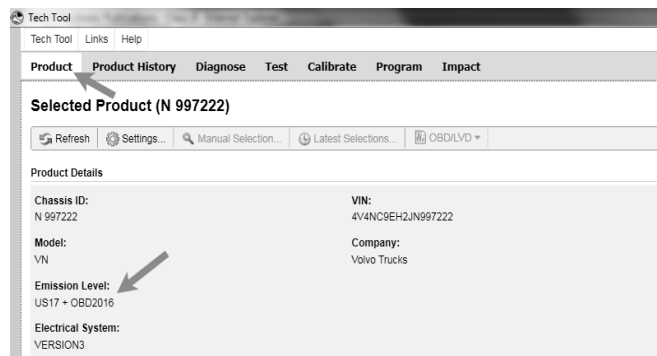 Tech Tool
Tech Tool Links Help
Product Product History Diagnose Test Calibrate Program Impact
Selected Product (N 997222)
Refresh Settings... Manual Selection... Latest Selections... OBD/LVD
Product Details
Chassis ID: VIN:
N 997222 4V4NC9EH2JN997222
Model: Company:
VN Volvo Trucks
Emission Level:
US17 + OBD2016
Electrical System:
VERSION3